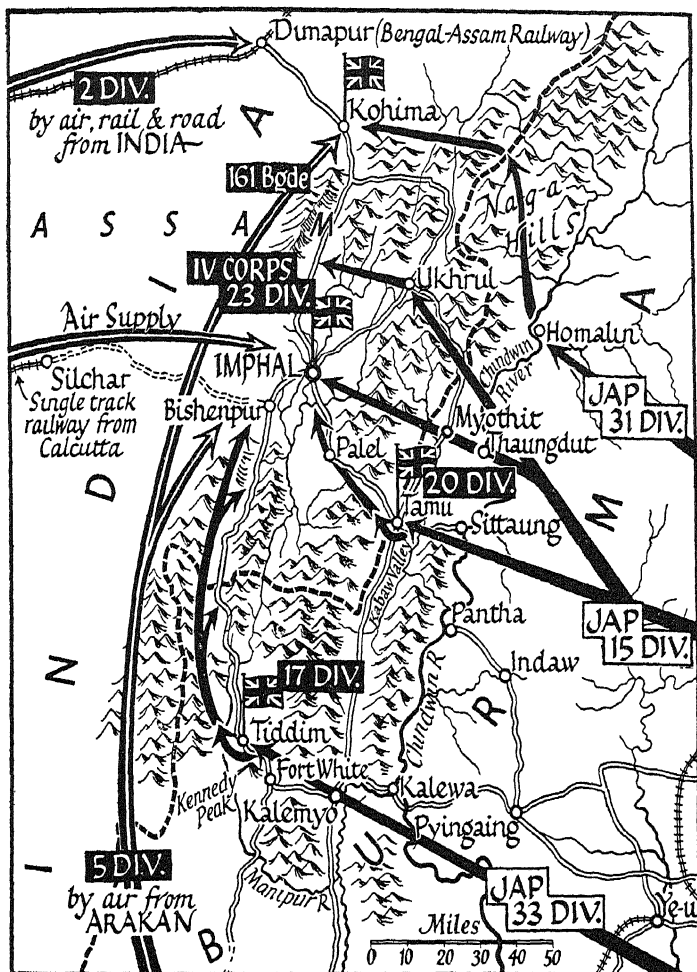 Dimapur (Bengal-Assam Railway)
2 DIV.
by air, rail & road
from INDIA
Kohima
161 Bgde
ASSAM
Naga
Hills
IV CORPS
23 DIV.
Ukhrul
Air Supply
IMPHAL
Homalin
Chindwin
River
JAP
31 DIV.
Silchar
Single track
railway from
Calcutta
Bishenpur
Myothit
Thaungdut
Palel
20 DIV.
Tamu
Sittaung
Kabaw Valley
JAP
15 DIV.
Pantha
Indaw
Chindwin R
17 DIV.
Tiddim
Fort White
Kennedy
Peak
Kalewa
Kalemyo
Pyingaing
5 DIV.
by air from
ARAKAN
Manipur R
JAP
33 DIV.
Ye-u
INDIA
BURMA
Miles
0 10 20 30 40 50